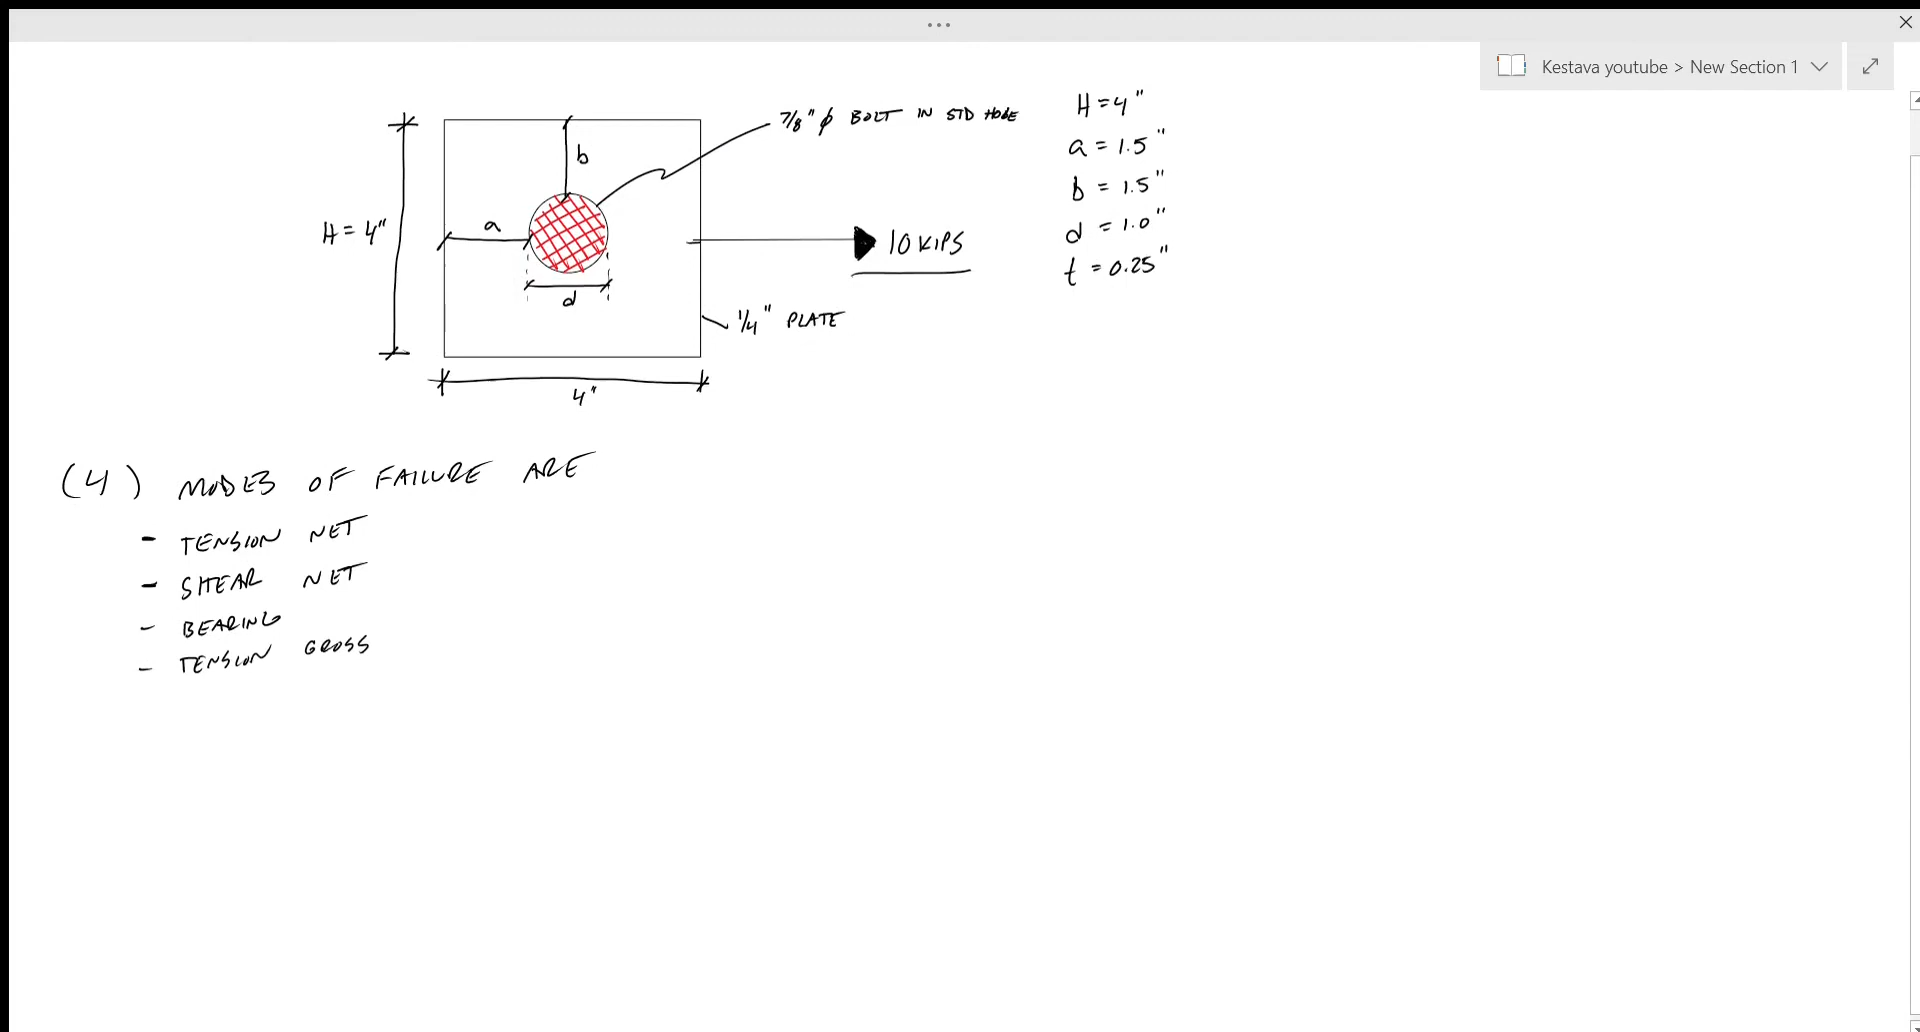 Kestava youtube > New Section 1
7/8" ϕ BOLT IN STD HOLE
b
a
H = 4"
d
10 KIPS
1/4" PLATE
4"
H = 4"
a = 1.5"
b = 1.5"
d = 1.0"
t = 0.25"
(4) MODES OF FAILURE ARE
- TENSION NET
- SHEAR NET
- BEARING
- TENSION GROSS